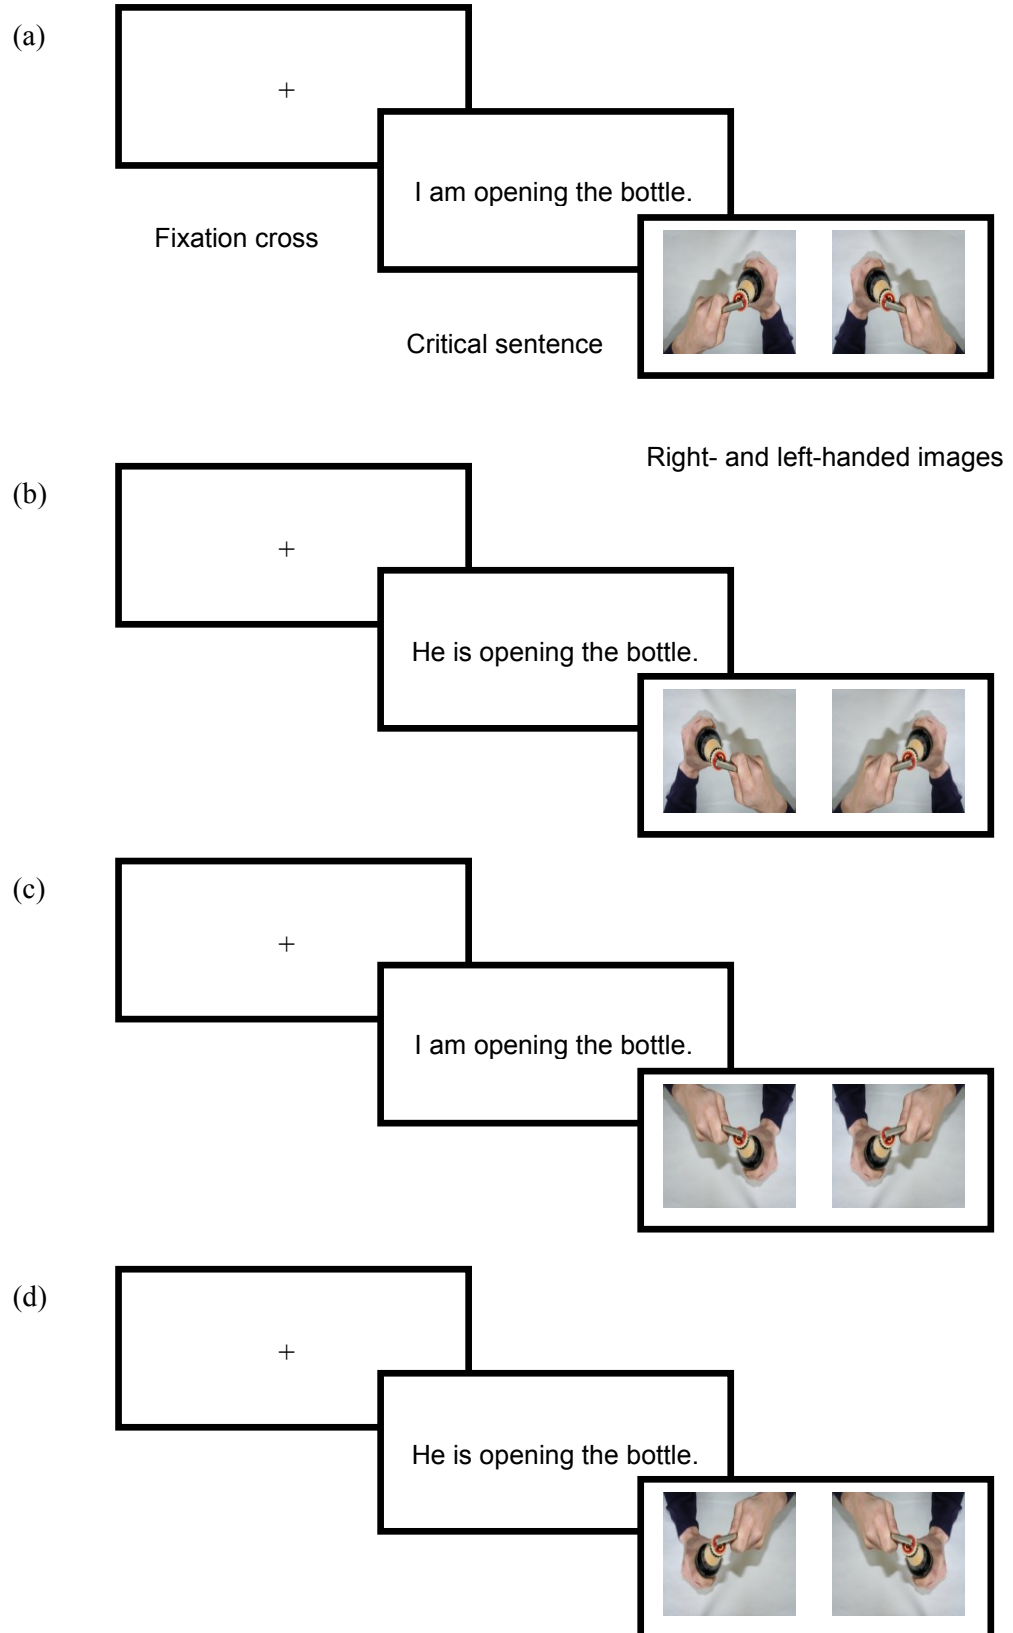 (a)
+
I am opening the bottle.
Fixation cross
Critical sentence
Right- and left-handed images
(b)
+
He is opening the bottle.
(c)
+
I am opening the bottle.
(d)
+
He is opening the bottle.